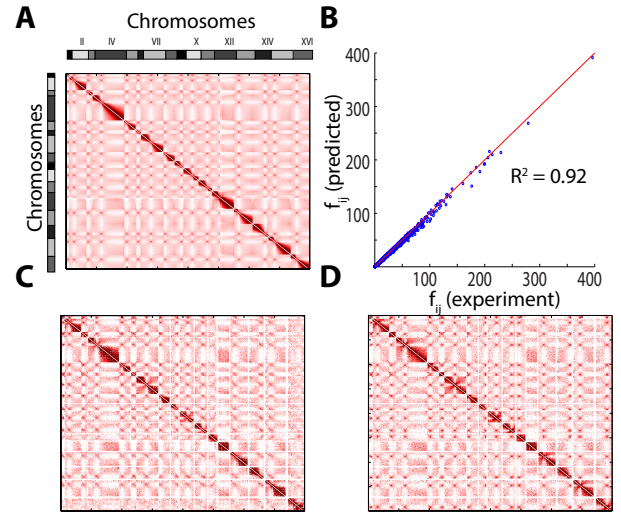 A
Chromosomes
II IV VII X XII XIV XVI
Chromosomes
B
400
300
200
100
f_ij (predicted)
R² = 0.92
100 200 300 400
f_ij (experiment)
C
D